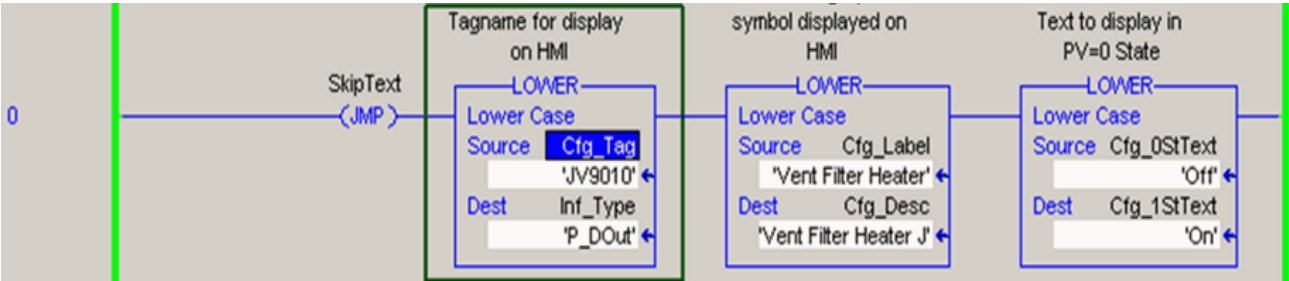 Tagname for display
on HMI
symbol displayed on
HMI
Text to display in
PV=0 State
0
SkipText
JMP
LOWER
Lower Case
Source Cfg_Tag
'JV9010'
Dest Inf_Type
'P_DOut'
LOWER
Lower Case
Source Cfg_Label
'Vent Filter Heater'
Dest Cfg_Desc
'Vent Filter Heater J'
LOWER
Lower Case
Source Cfg_0StText
'Off'
Dest Cfg_1StText
'On'